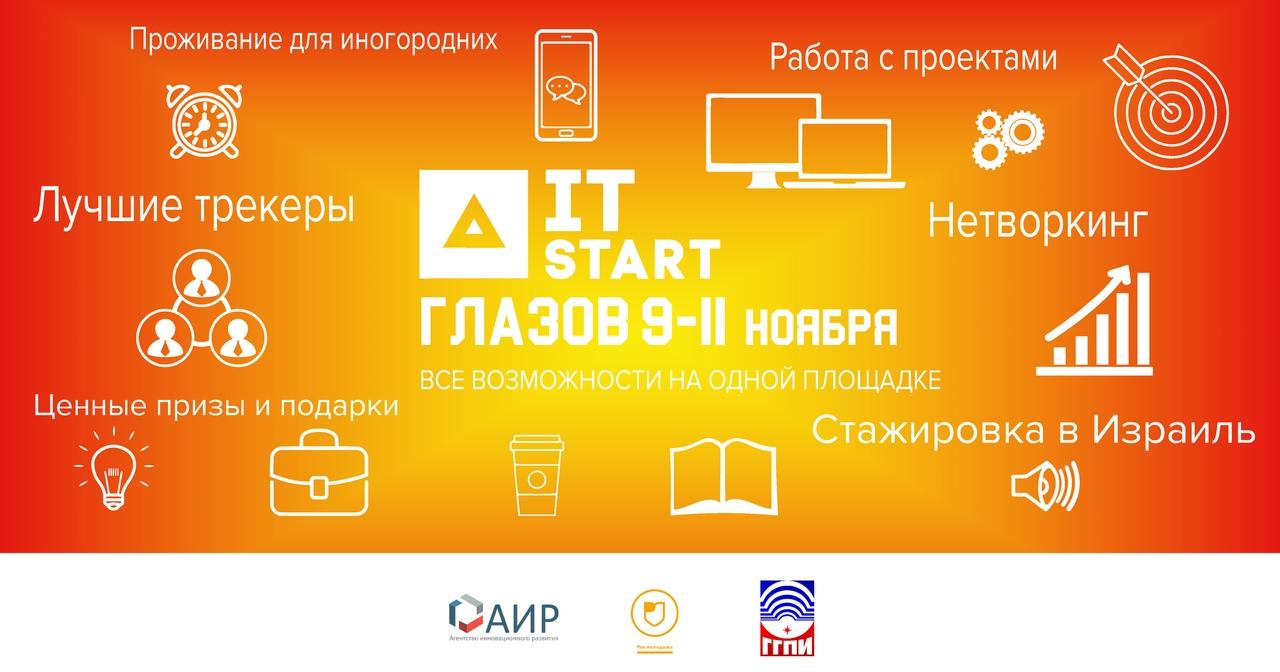 Проживание для иногородних
Работа с проектами
Лучшие трекеры
IT
START
Нетворкинг
ГЛАЗОВ 9-11 НОЯБРЯ
ВСЕ ВОЗМОЖНОСТИ НА ОДНОЙ ПЛОЩАДКЕ
Ценные призы и подарки
Стажировка в Израиль
АИР
Агентство инновационного развития
Росмолодёжь
ГГПИ